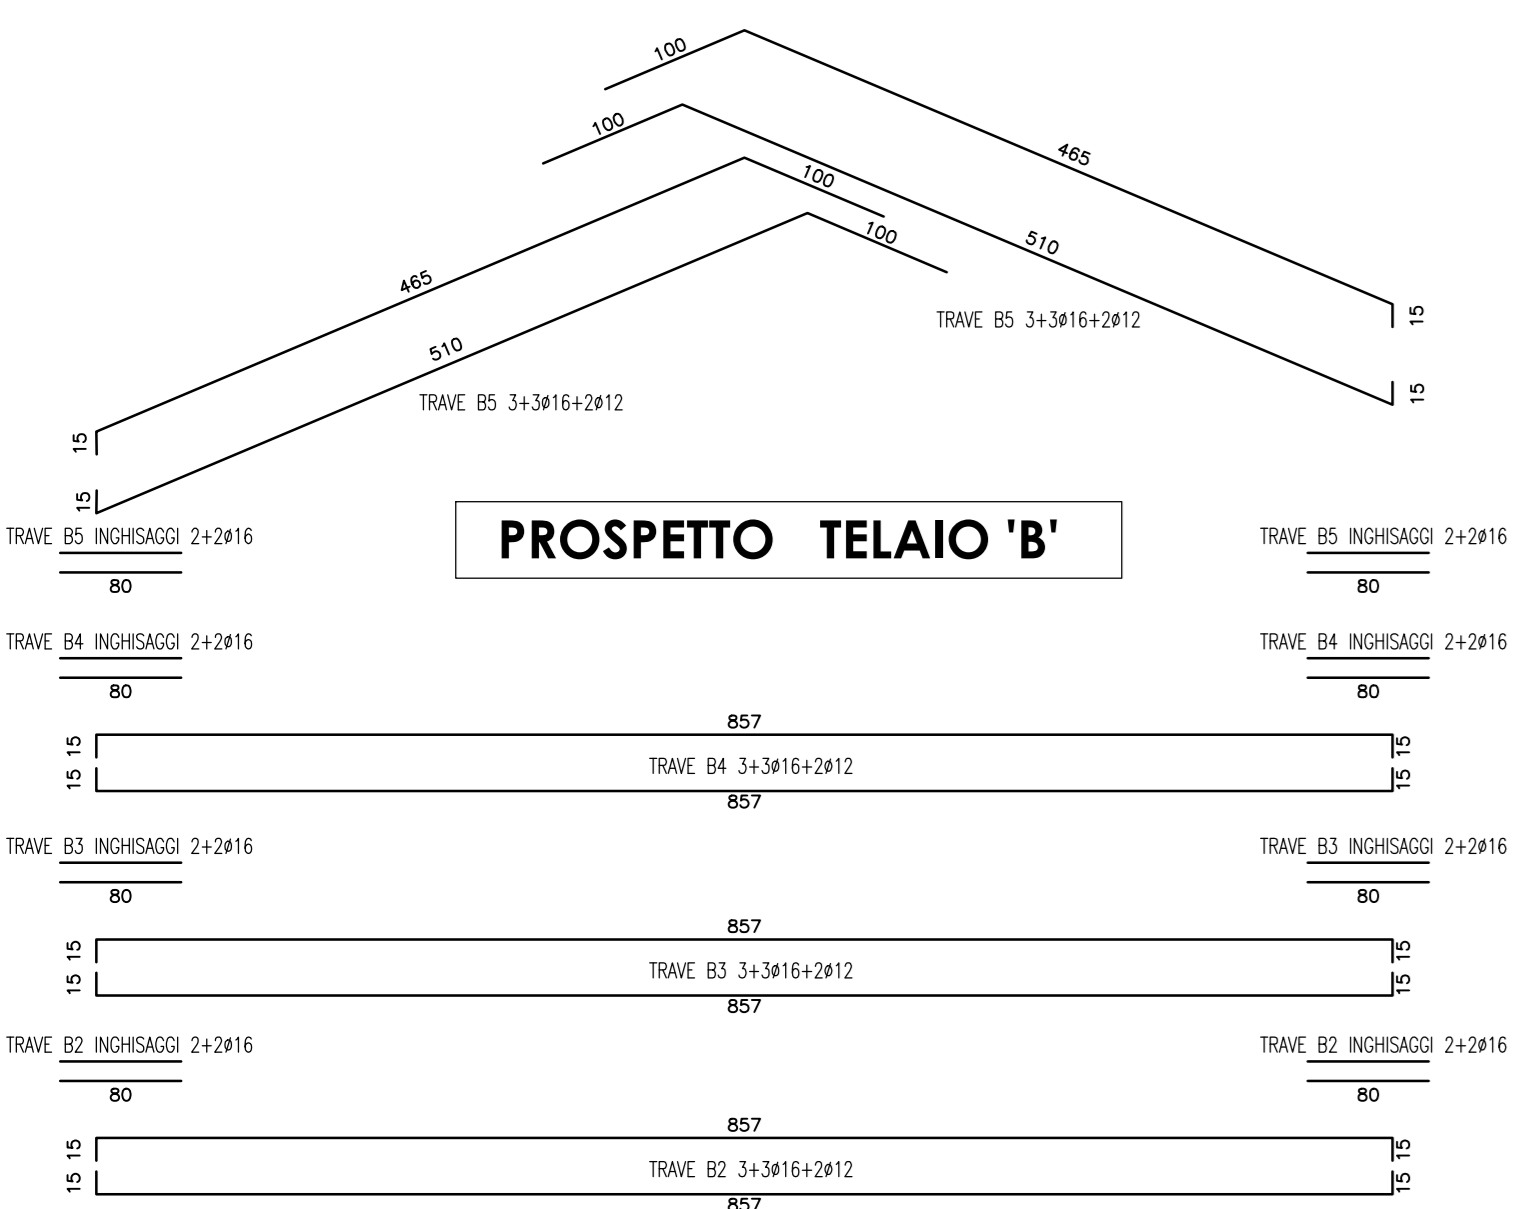 100
100
465
100
465
100
510
15
TRAVE B5 3+3ø16+2ø12
510
15
TRAVE B5 3+3ø16+2ø12
15
15
PROSPETTO TELAIO 'B'
TRAVE B5 INGHISAGGI 2+2ø16
80
TRAVE B5 INGHISAGGI 2+2ø16
80
TRAVE B4 INGHISAGGI 2+2ø16
80
TRAVE B4 INGHISAGGI 2+2ø16
80
857
15
15
TRAVE B4 3+3ø16+2ø12
15
15
857
TRAVE B3 INGHISAGGI 2+2ø16
80
TRAVE B3 INGHISAGGI 2+2ø16
80
857
15
15
TRAVE B3 3+3ø16+2ø12
15
15
857
TRAVE B2 INGHISAGGI 2+2ø16
80
TRAVE B2 INGHISAGGI 2+2ø16
80
857
15
15
TRAVE B2 3+3ø16+2ø12
15
15
857